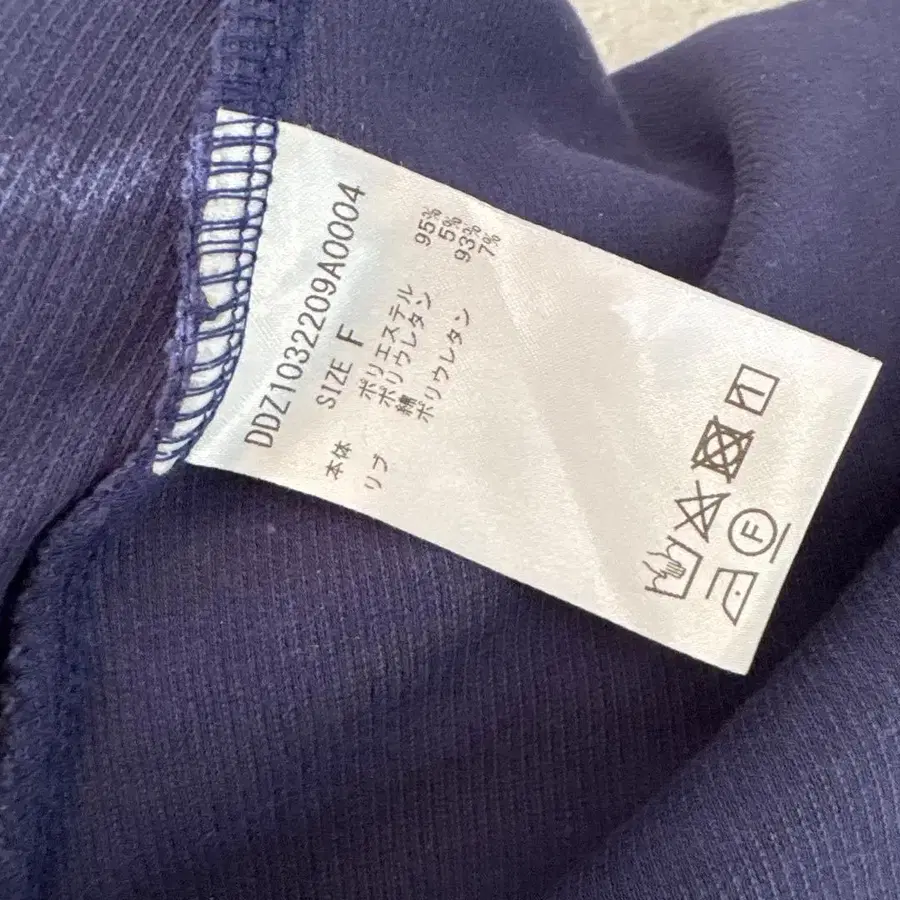 DDZ1032209A0004
SIZE F
本体 ポリエステル 95%
ポリウレタン 5%
リブ 綿 93%
ポリウレタン 7%
F